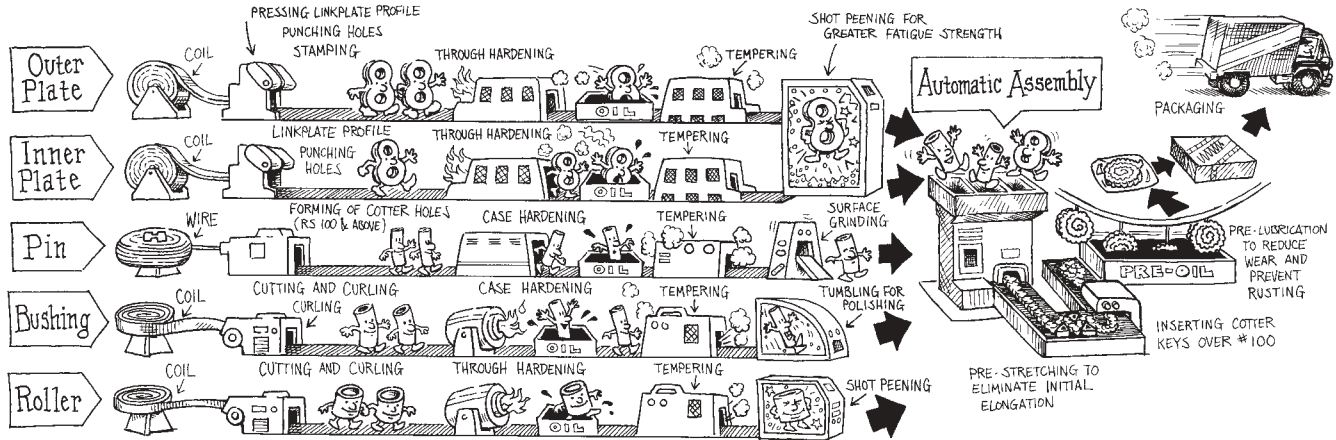 PRESSING LINKPLATE PROFILE
PUNCHING HOLES
STAMPING
SHOT PEENING FOR
GREATER FATIGUE STRENGTH
Outer
Plate
COIL
THROUGH HARDENING
OIL
TEMPERING
Automatic Assembly
PACKAGING
Inner
Plate
COIL
LINKPLATE PROFILE
PUNCHING
HOLES
THROUGH HARDENING
OIL
TEMPERING
Pin
WIRE
FORMING OF COTTER HOLES
(RS 100 & ABOVE)
CASE HARDENING
OIL
TEMPERING
SURFACE
GRINDING
PRE-OIL
PRE-LUBRICATION
TO REDUCE
WEAR AND
PREVENT
RUSTING
Bushing
COIL
CUTTING AND CURLING
CURLING
CASE HARDENING
OIL
TEMPERING
TUMBLING FOR
POLISHING
INSERTING COTTER
KEYS OVER #100
PRE-STRETCHING TO
ELIMINATE INITIAL
ELONGATION
Roller
COIL
CUTTING AND CURLING
THROUGH HARDENING
OIL
TEMPERING
SHOT PEENING